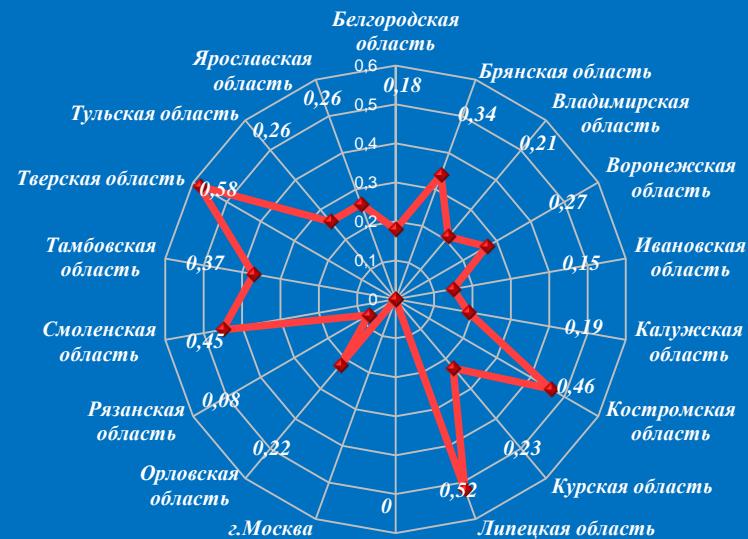 Белгородская
область
0,18
Брянская область
0,34
Владимирская
область
0,21
Воронежская
область
0,27
Ивановская
область
0,15
Калужская
область
0,19
Костромская
область
0,46
Курская область
0,23
Липецкая область
0,52
г.Москва
0
Орловская
область
0,22
Рязанская
область
0,08
Смоленская
область
0,45
Тамбовская
область
0,37
Тверская область
0,58
Тульская область
0,26
Ярославская
область
0,26
0,6
0,5
0,4
0,3
0,2
0,1
0